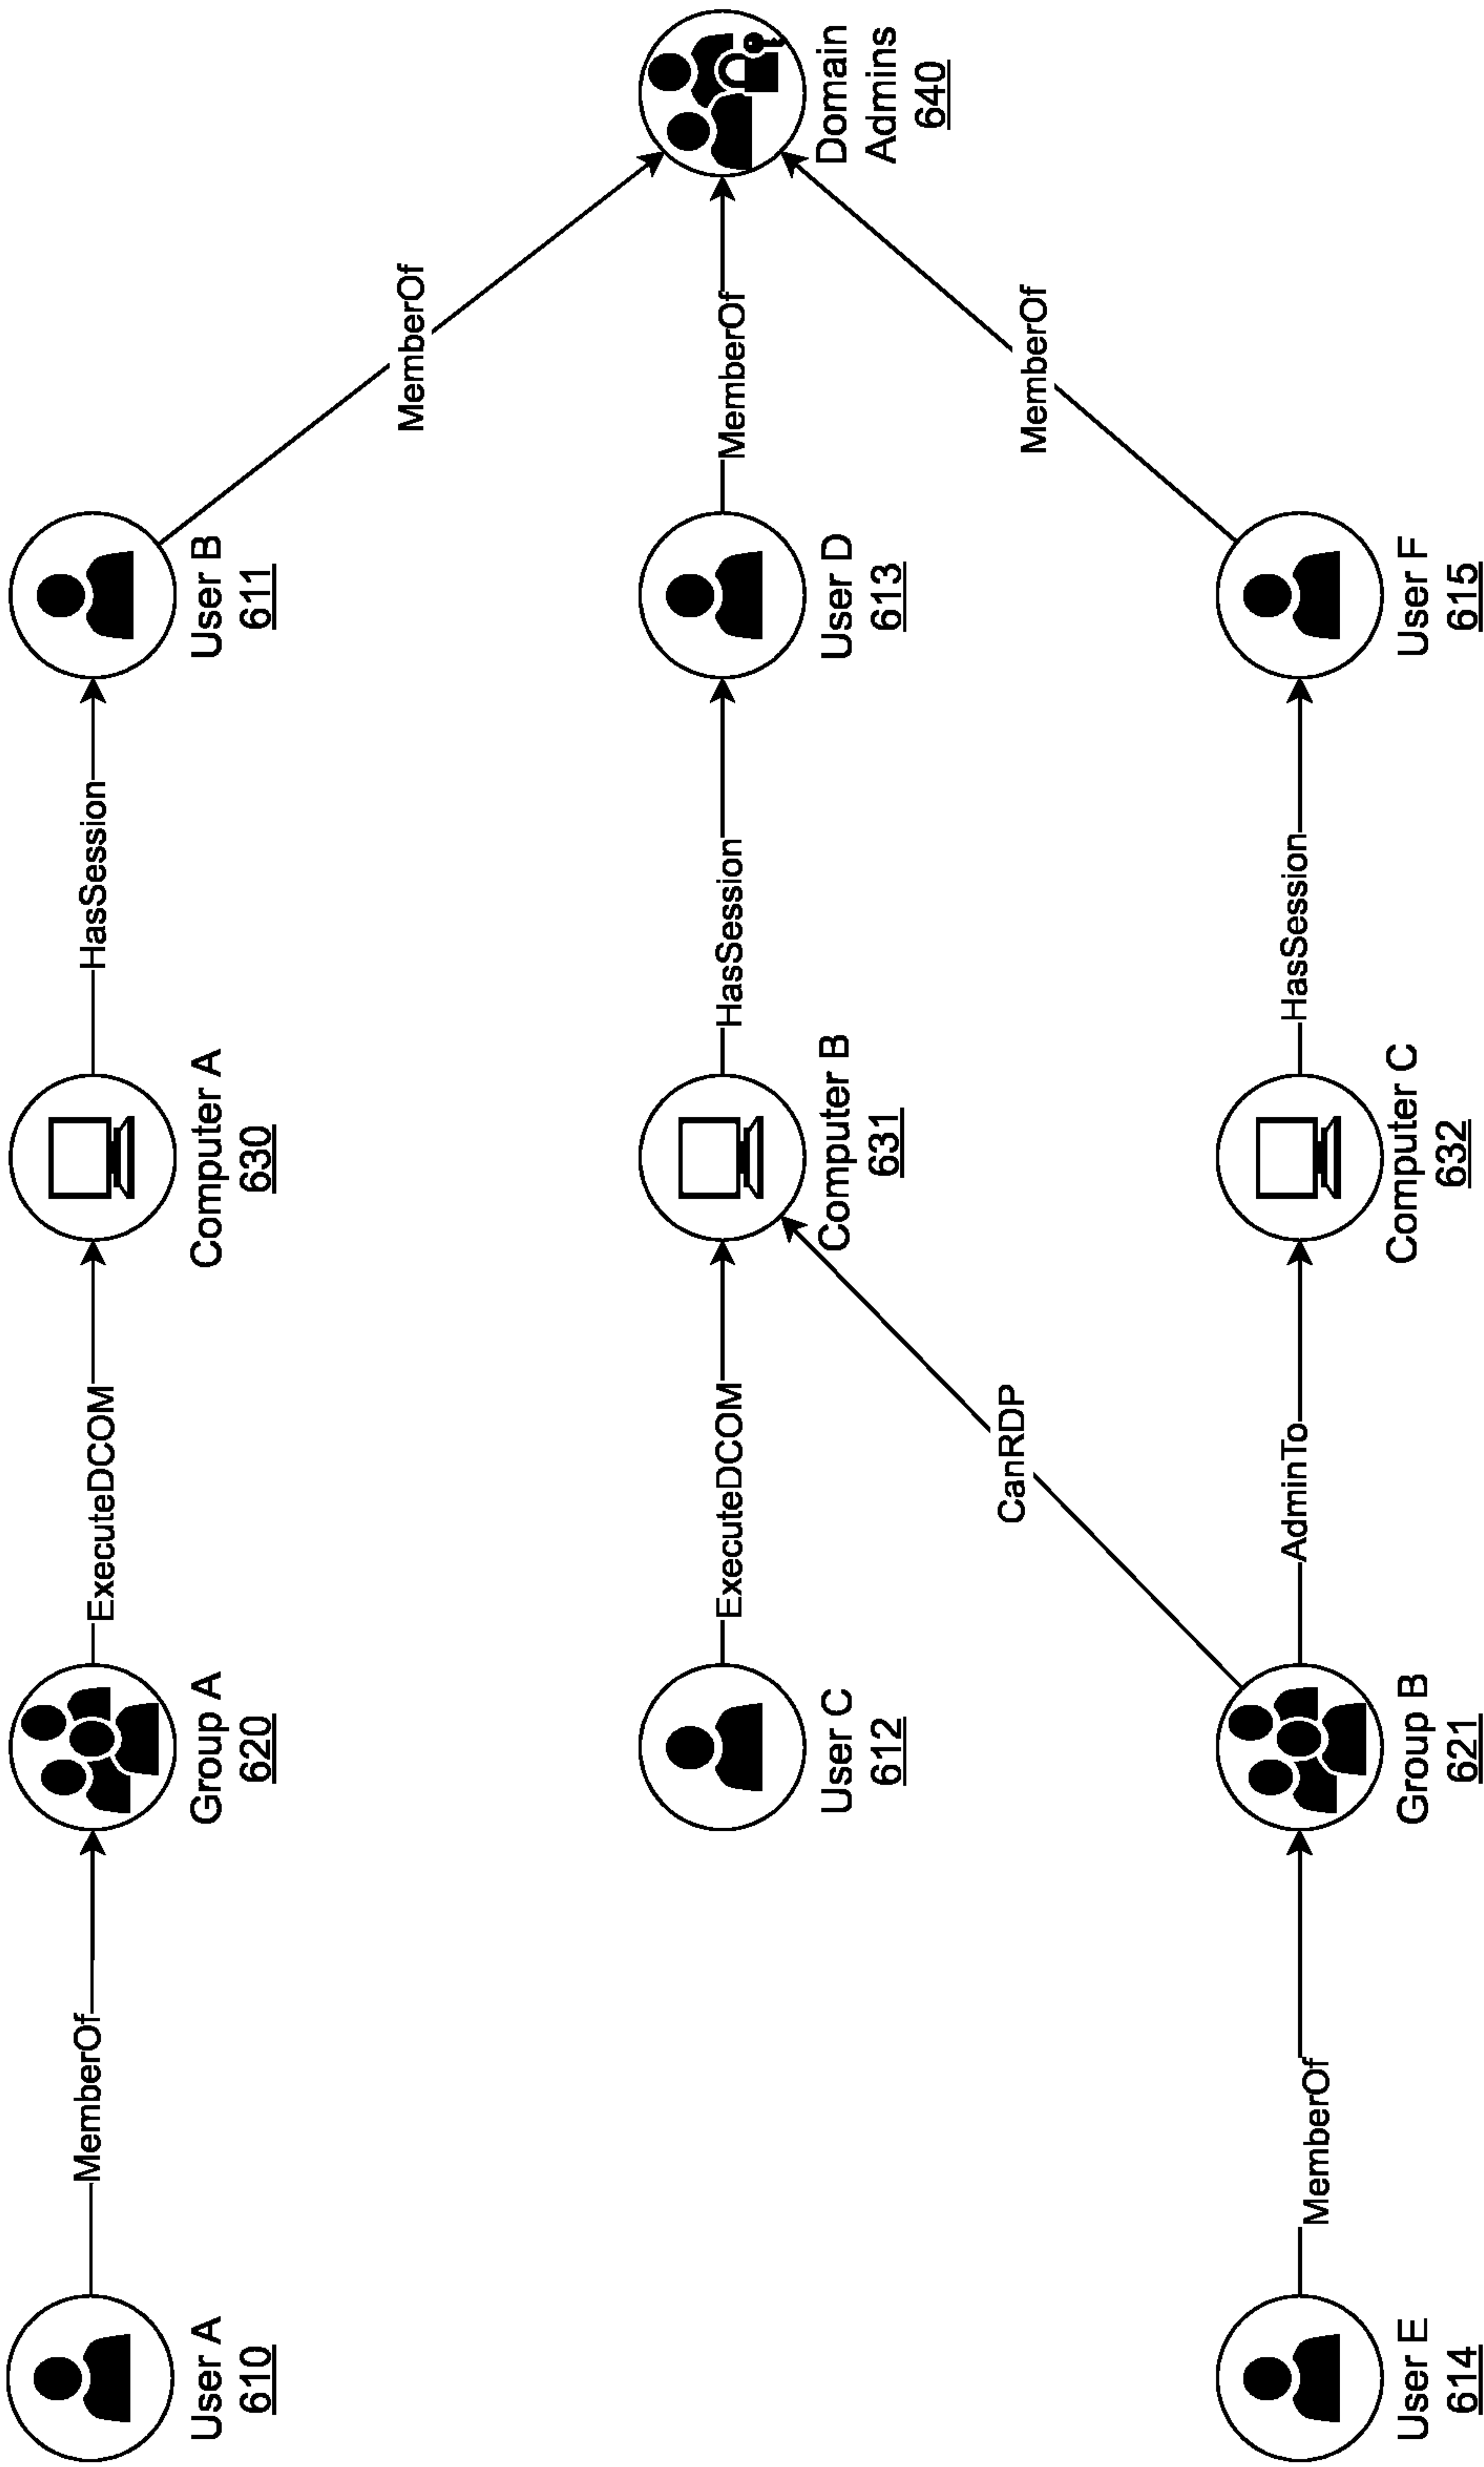 User A
610
MemberOf
Group A
620
ExecuteDCOM
Computer A
630
HasSession
User B
611
MemberOf
User C
612
ExecuteDCOM
Computer B
631
HasSession
User D
613
MemberOf
Domain
Admins
640
CanRDP
User E
614
MemberOf
Group B
621
AdminTo
Computer C
632
HasSession
User F
615
MemberOf